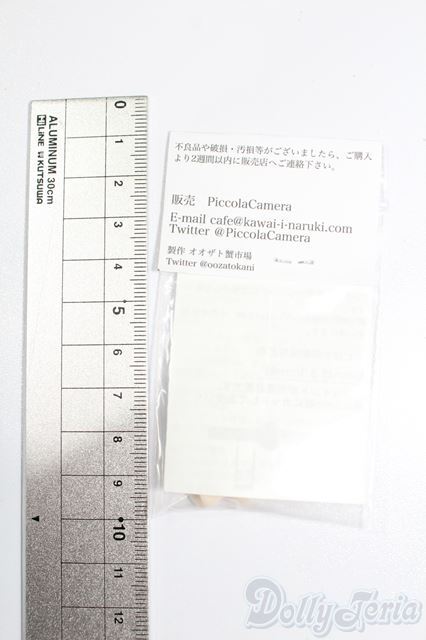 ALUMINUM 30cm
HiLINE KUTSUWA
0
1
2
3
4
5
6
7
8
9
10
11
12
不良品や破損・汚損等がございましたら、ご購入
より2週間以内に販売店へご連絡下さい。
販売 PiccolaCamera
E-mail cafe@kawai-i-naruki.com
Twitter @PiccolaCamera
製作 オオザト蟹市場
Twitter @oozatokani
DollyTeria